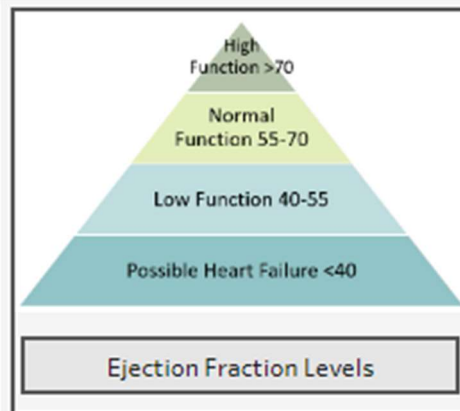 High
Function >70
Normal
Function 55-70
Low Function 40-55
Possible Heart Failure <40
Ejection Fraction Levels